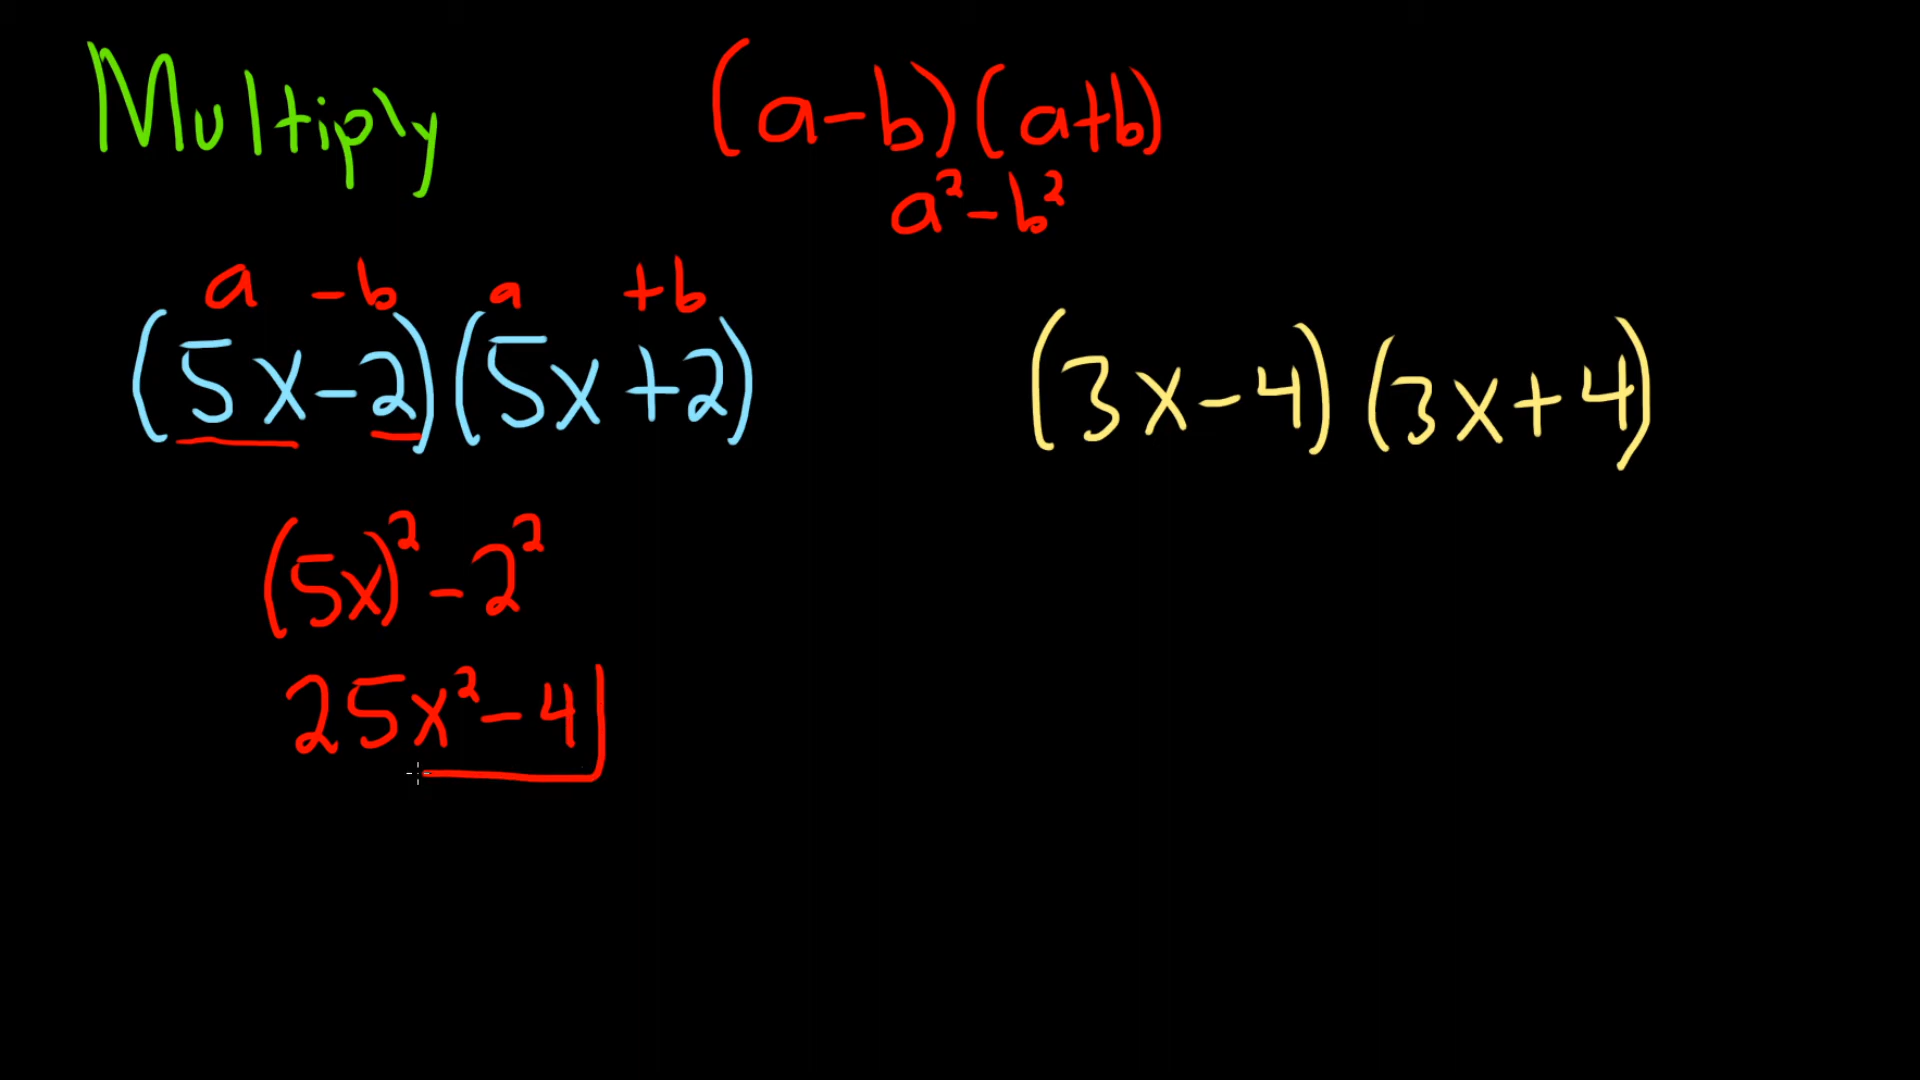 Multiply
(a-b)(a+b)
a²-b²
a -b a +b
(5x-2)(5x+2)
(3x-4)(3x+4)
(5x)²-2²
25x²-4